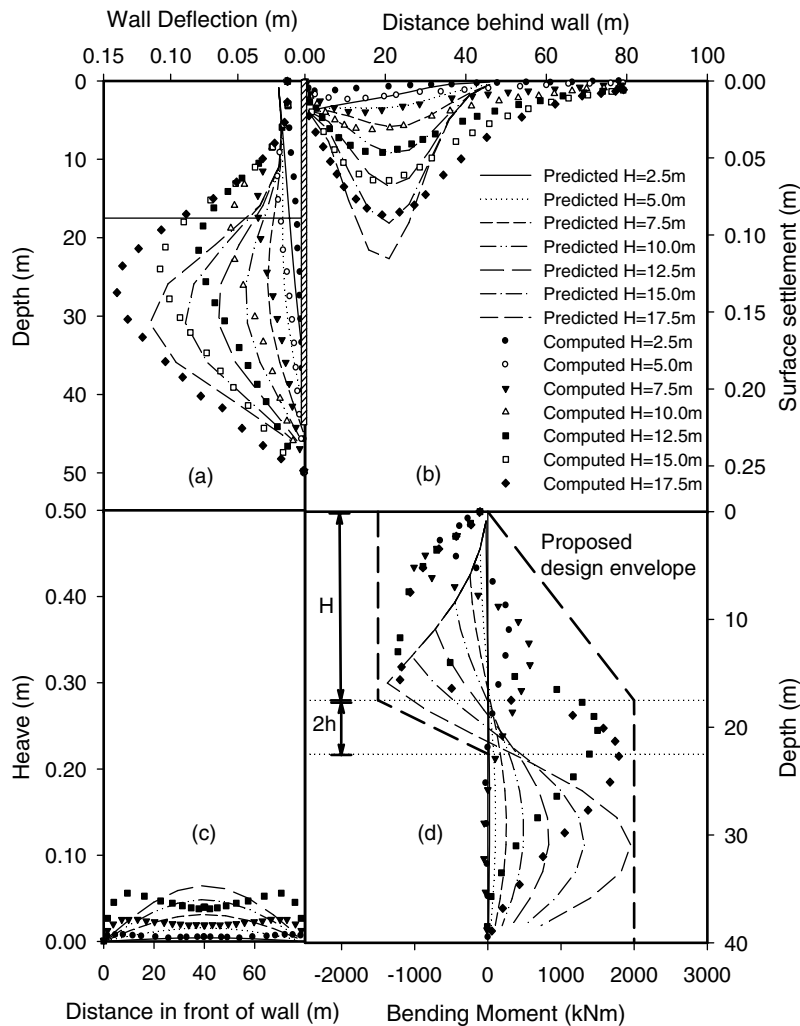 Wall Deflection (m)
Distance behind wall (m)
0.15 0.10 0.05 0.00 20 40 60 80 100
0
10
20
30
40
50
Depth (m)
0.00
0.05
0.10
0.15
0.20
0.25
Surface settlement (m)
Predicted H=2.5m
Predicted H=5.0m
Predicted H=7.5m
Predicted H=10.0m
Predicted H=12.5m
Predicted H=15.0m
Predicted H=17.5m
Computed H=2.5m
Computed H=5.0m
Computed H=7.5m
Computed H=10.0m
Computed H=12.5m
Computed H=15.0m
Computed H=17.5m
(a)
(b)
0.50
0.40
0.30
0.20
0.10
0.00
Heave (m)
(c)
0 20 40 60
Distance in front of wall (m)
Proposed
design envelope
H
2h
(d)
0
10
20
30
40
Depth (m)
-2000 -1000 0 1000 2000 3000
Bending Moment (kNm)